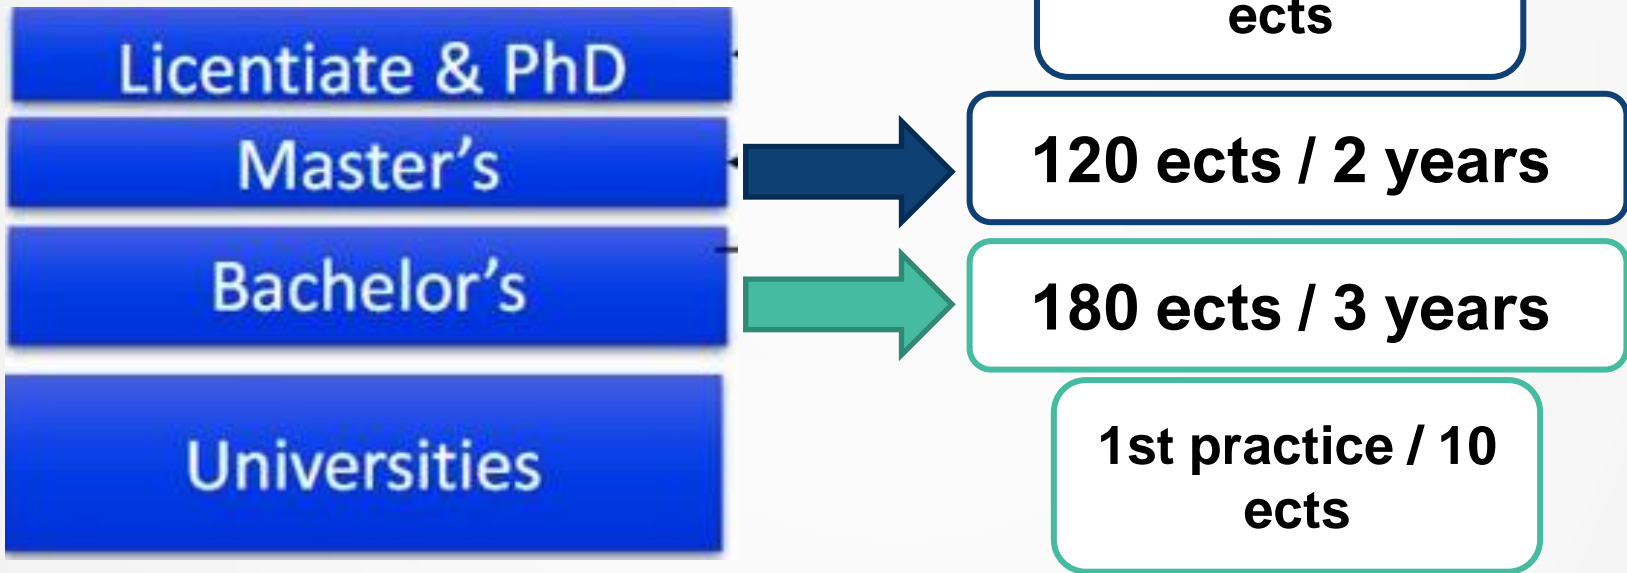 ects
Licentiate & PhD
Master's
120 ects / 2 years
Bachelor's
180 ects / 3 years
Universities
1st practice / 10
ects